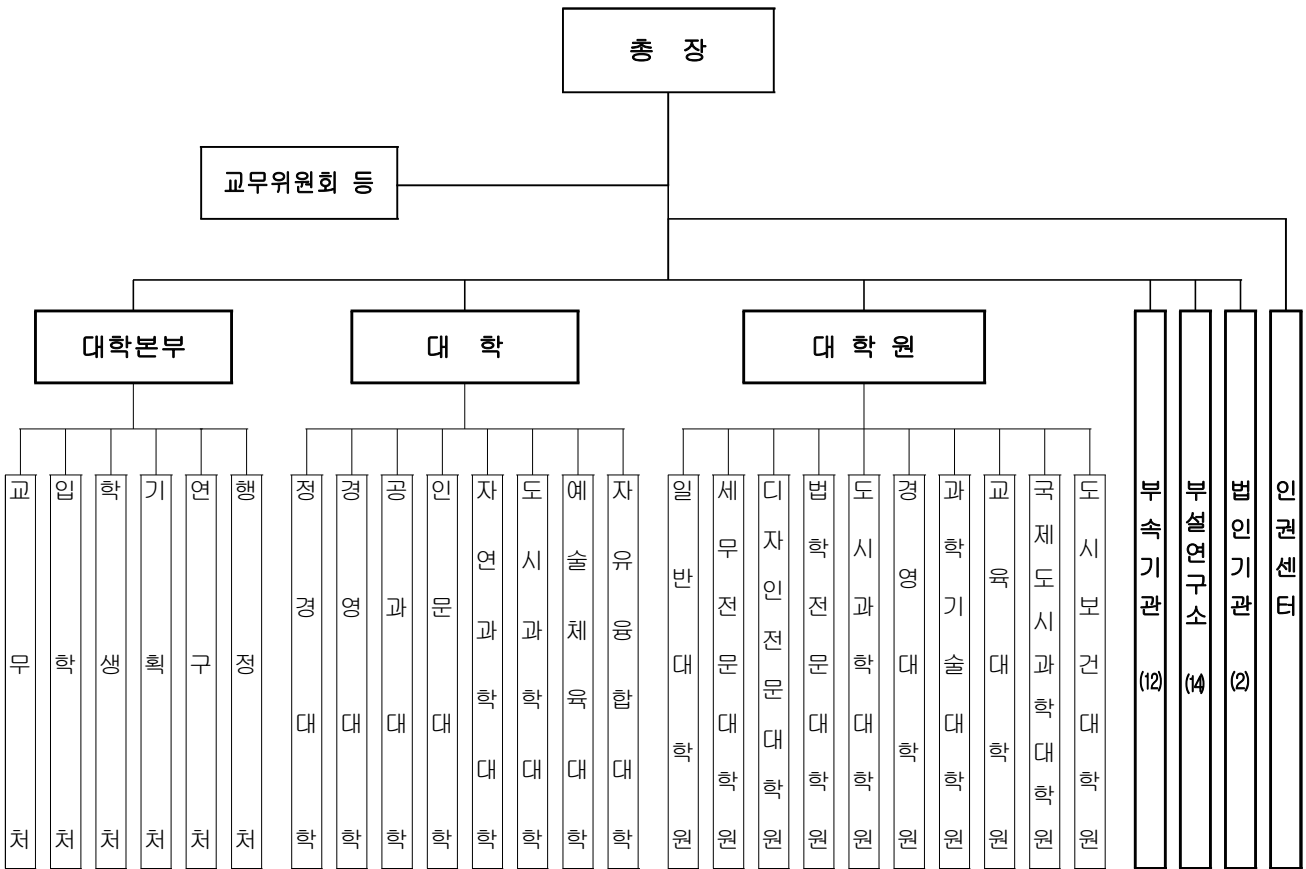 총 장
교무위원회 등
대학본부
대 학
대 학 원
교무처
입학처
학생처
기획처
연구처
행정처
정경대학
경영대학
공과대학
인문대학
자연과학대학
도시과학대학
예술체육대학
자유융합대학
일반대학원
세무전문대학원
디자인전문대학원
법학전문대학원
도시과학대학원
경영대학원
과학기술대학원
교육대학원
국제도시과학대학원
도시보건대학원
부속기관 (12)
부설연구소 (14)
법인기관 (2)
인권센터